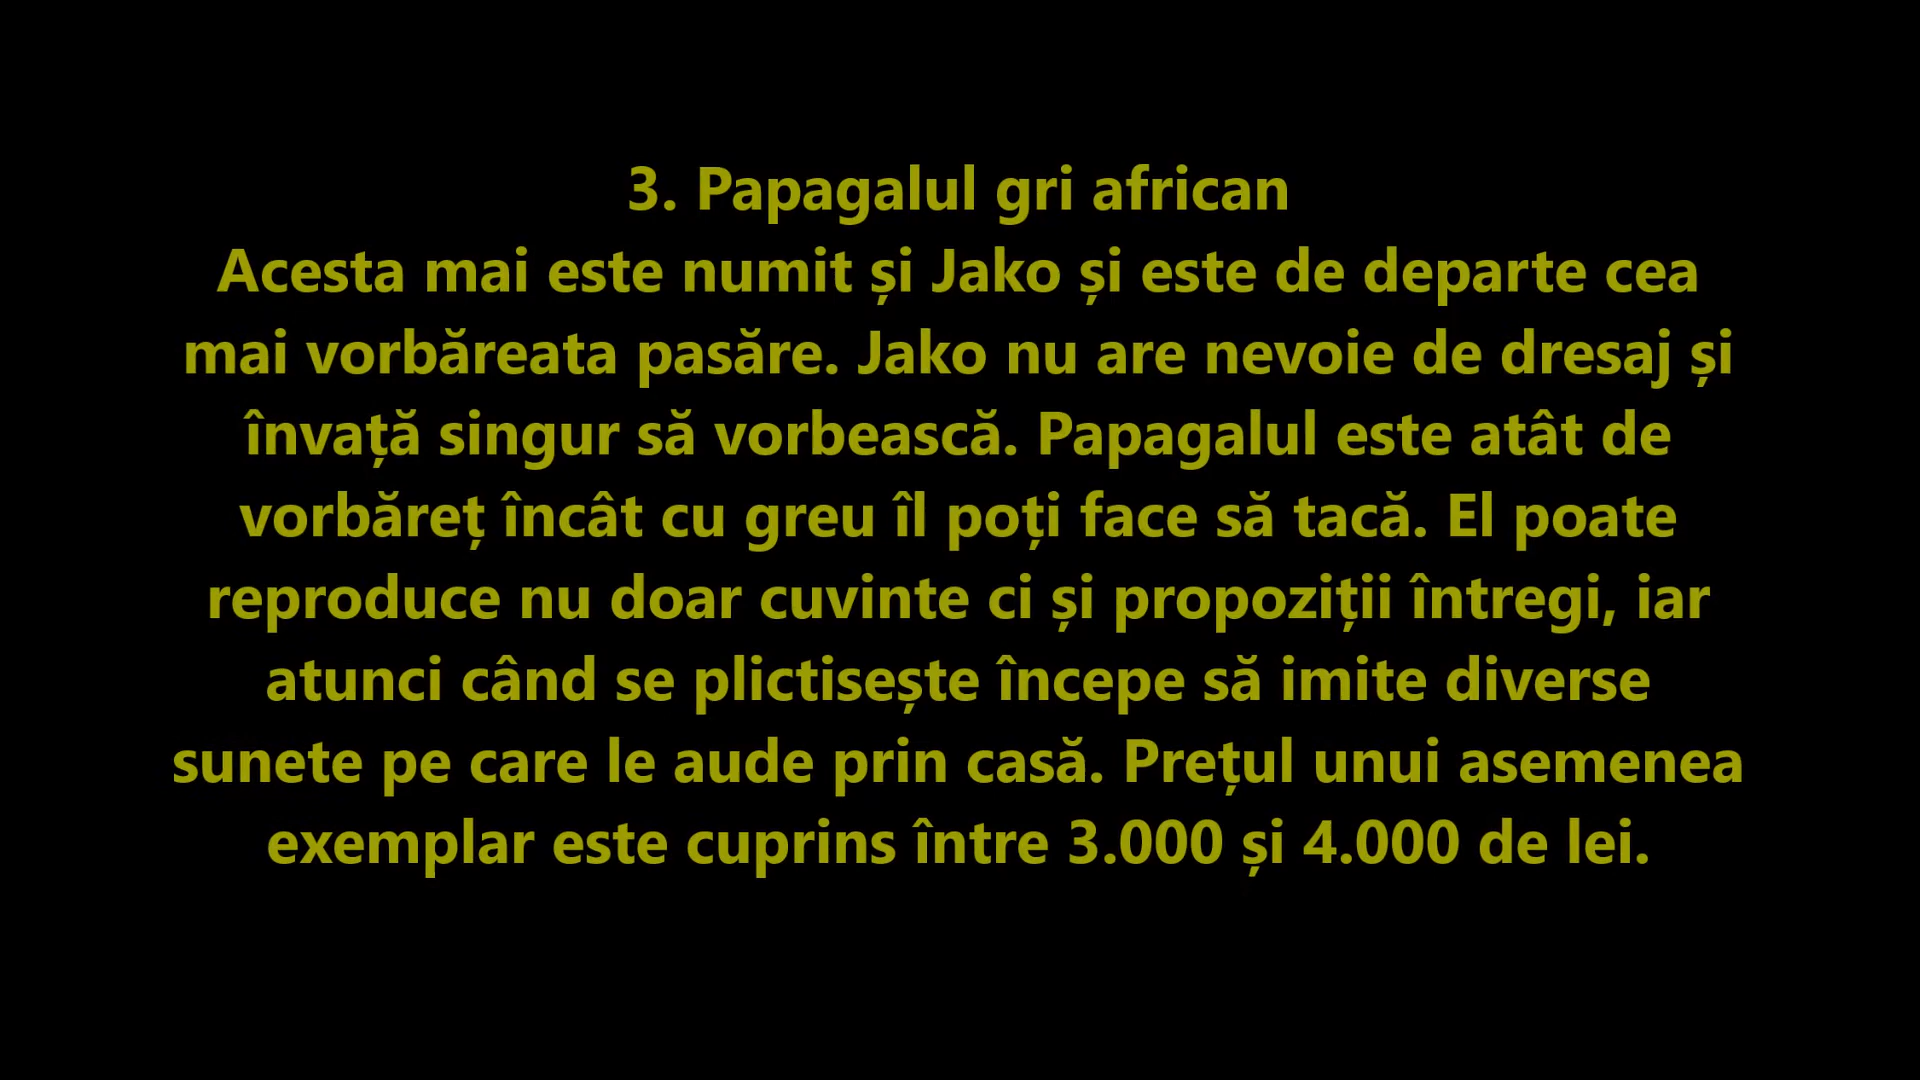 3. Papagalul gri african
Acesta mai este numit și Jako și este de departe cea
mai vorbăreata pasăre. Jako nu are nevoie de dresaj și
învață singur să vorbească. Papagalul este atât de
vorbăreț încât cu greu îl poți face să tacă. El poate
reproduce nu doar cuvinte ci și propoziții întregi, iar
atunci când se plictisește începe să imite diverse
sunete pe care le aude prin casă. Prețul unui asemenea
exemplar este cuprins între 3.000 și 4.000 de lei.